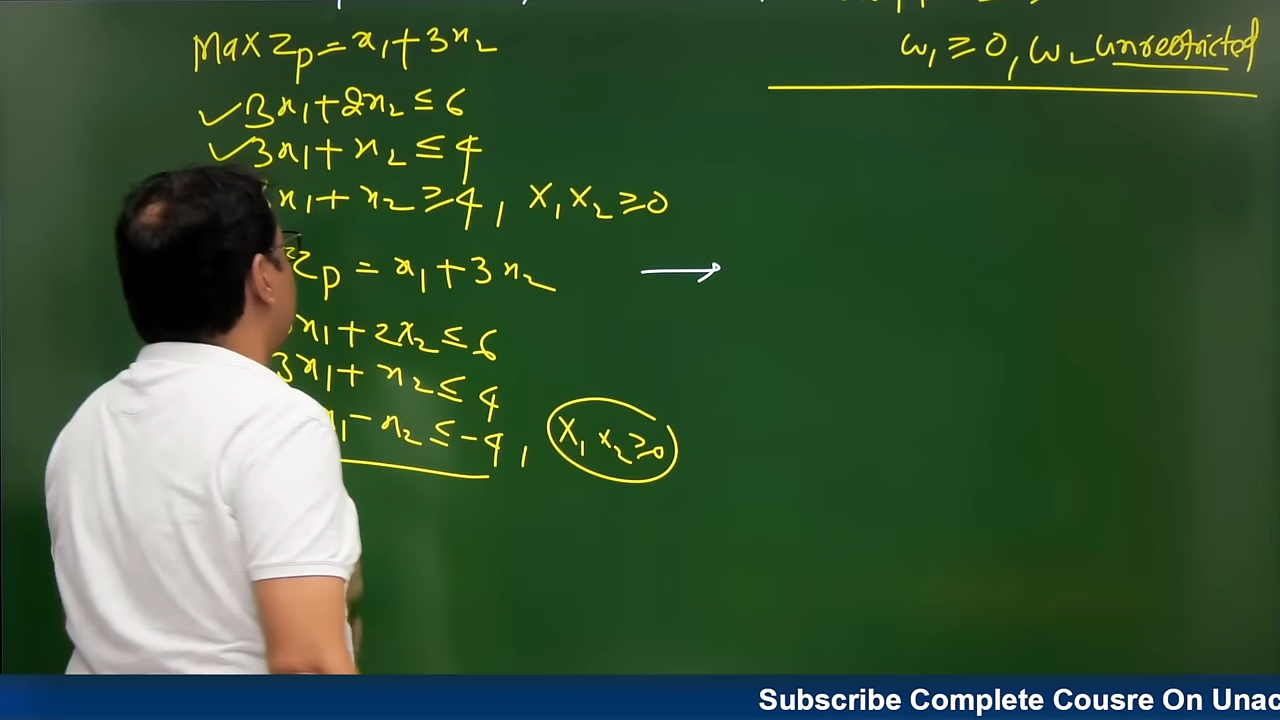 Max Zp = x₁ + 3x₂
✓ 3x₁ + 2x₂ ≤ 6
✓ 3x₁ + x₂ ≤ 4
x₁ + x₂ ≥ 4, x₁ x₂ ≥ 0
Zp = x₁ + 3x₂ →
x₁ + 2x₂ ≤ 6
3x₁ + x₂ ≤ 4
- x₂ ≤ -4, x₁ x₂ ≥ 0
w₁ ≥ 0, w₂ unrestricted
Subscribe Complete Cousre On Unac